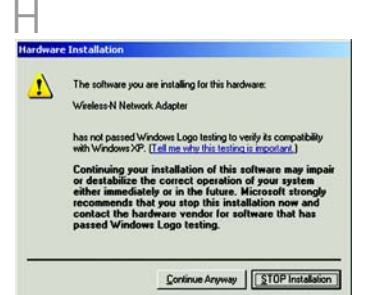 H
Hardware Installation
The software you are installing for this hardware:
Wireless-N Network Adapter
has not passed Windows Logo testing to verify its compatibility
with Windows XP. (Tell me why this testing is important.)
Continuing your installation of this software may impair
or destabilize the correct operation of your system
either immediately or in the future. Microsoft strongly
recommends that you stop this installation now and
contact the hardware vendor for software that has
passed Windows Logo testing.
Continue Anyway
STOP Installation